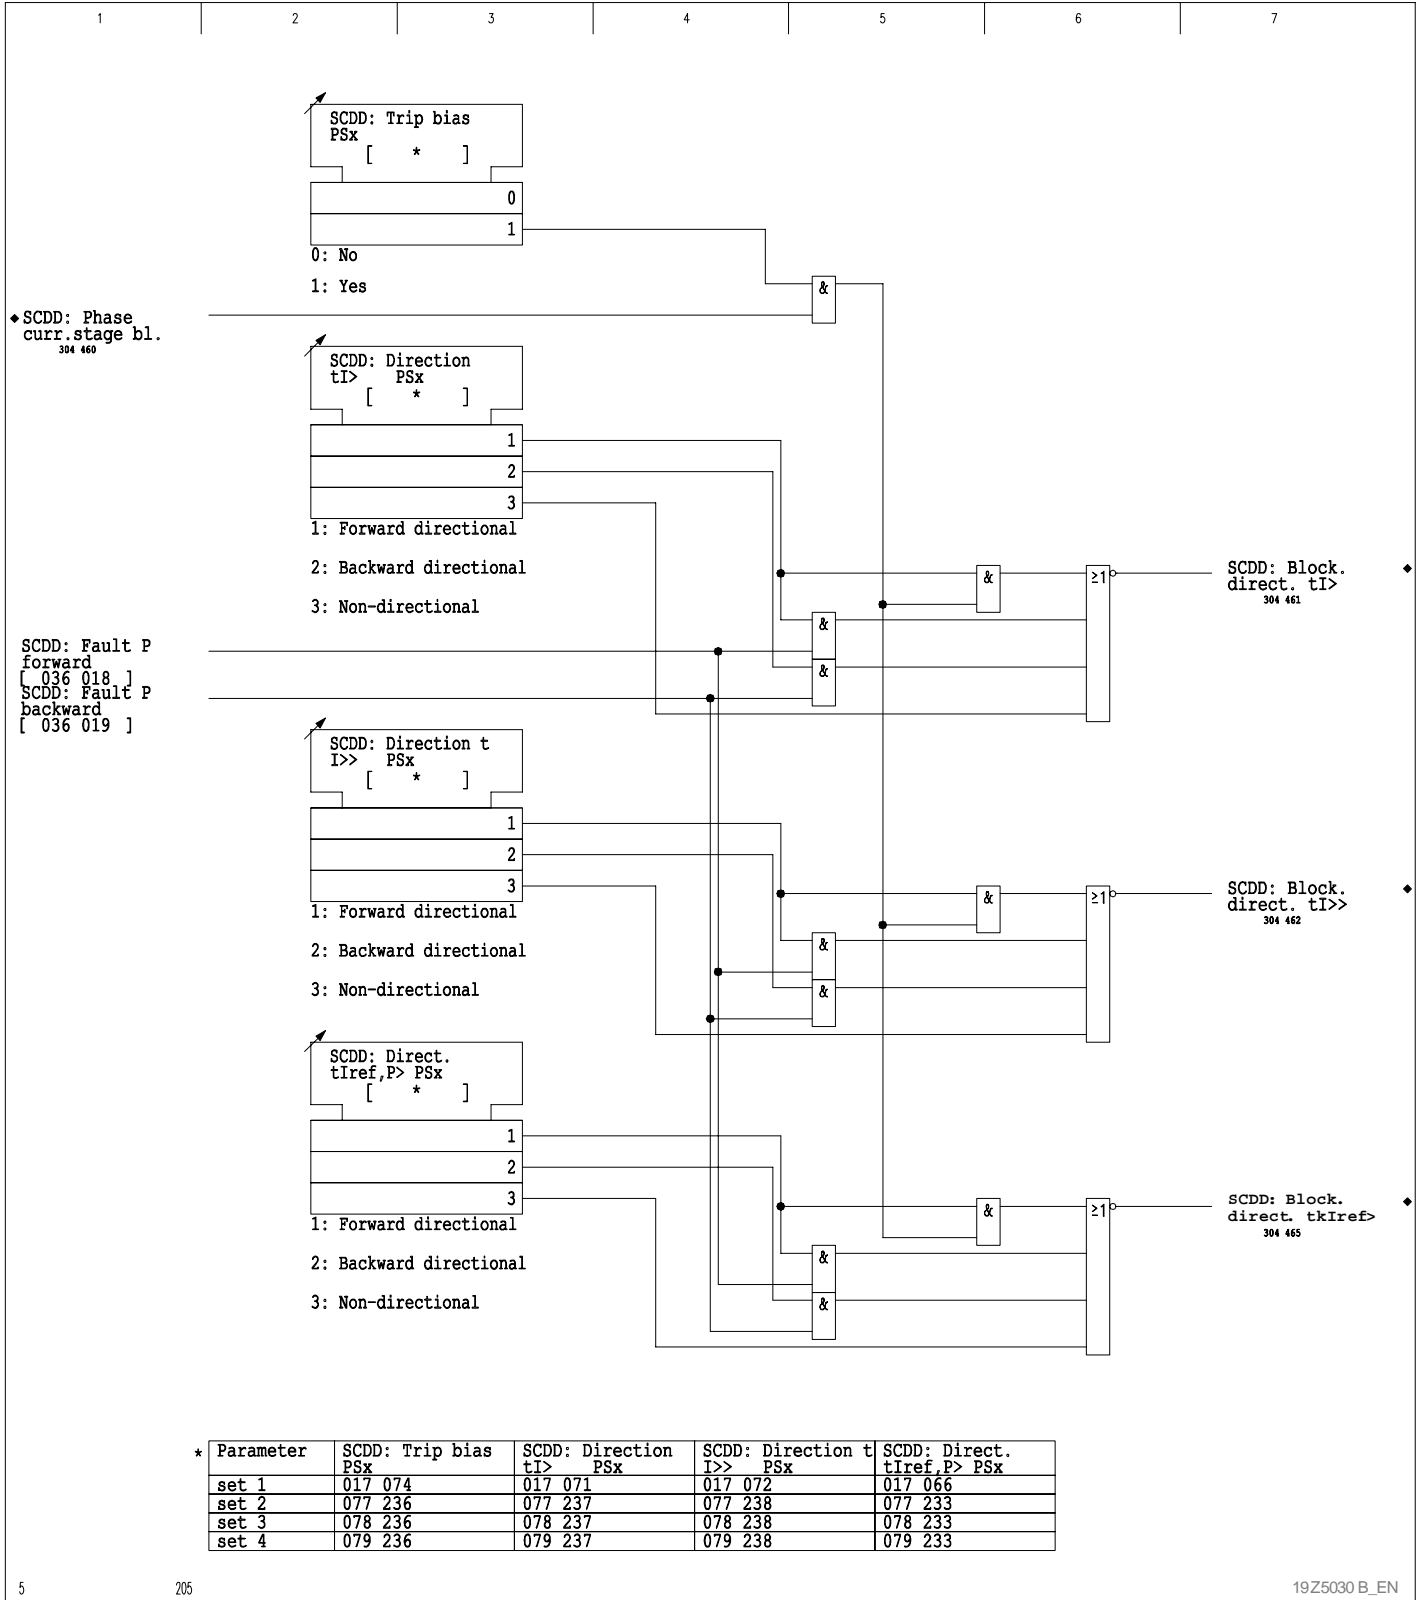 1 2 3 4 5 6 7
SCDD: Trip bias
PSx
[ * ]
0
1
0: No
1: Yes
&
SCDD: Phase
curr.stage bl.
304 460
SCDD: Direction
tI> PSx
[ * ]
1
2
3
1: Forward directional
2: Backward directional
3: Non-directional
&
≥1
SCDD: Block.
direct. tI>
304 461
&
&
SCDD: Fault P
forward
[ 036 018 ]
SCDD: Fault P
backward
[ 036 019 ]
SCDD: Direction t
I>> PSx
[ * ]
1
2
3
1: Forward directional
2: Backward directional
3: Non-directional
&
≥1
SCDD: Block.
direct. tI>>
304 462
&
&
SCDD: Direct.
tIref,P> PSx
[ * ]
1
2
3
1: Forward directional
2: Backward directional
3: Non-directional
&
≥1
SCDD: Block.
direct. tkIref>
304 465
&
&
* Parameter SCDD: Trip bias PSx SCDD: Direction tI> PSx SCDD: Direction t I>> PSx SCDD: Direct. tIref,P> PSx
set 1 017 074 017 071 017 072 017 066
set 2 077 236 077 237 077 238 077 233
set 3 078 236 078 237 078 238 078 233
set 4 079 236 079 237 079 238 079 233
5 205 19Z5030 B_EN